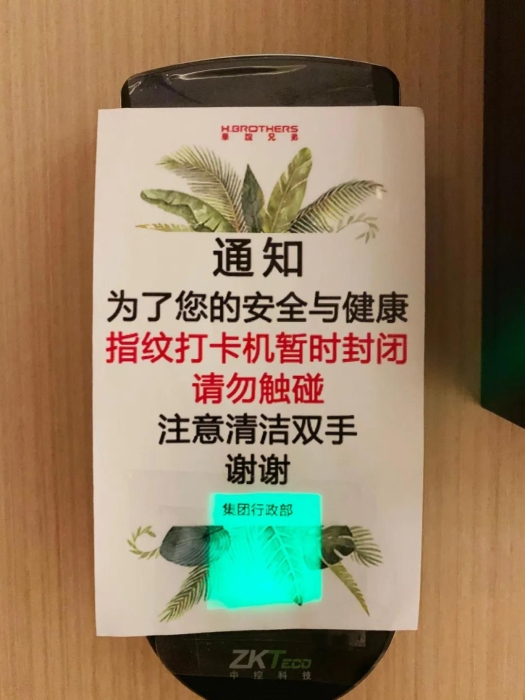 H.BROTHERS
華誼兄弟
通知
为了您的安全与健康
指纹打卡机暂时封闭
请勿触碰
注意清洁双手
谢谢
集团行政部
ZKTECO
中控科技